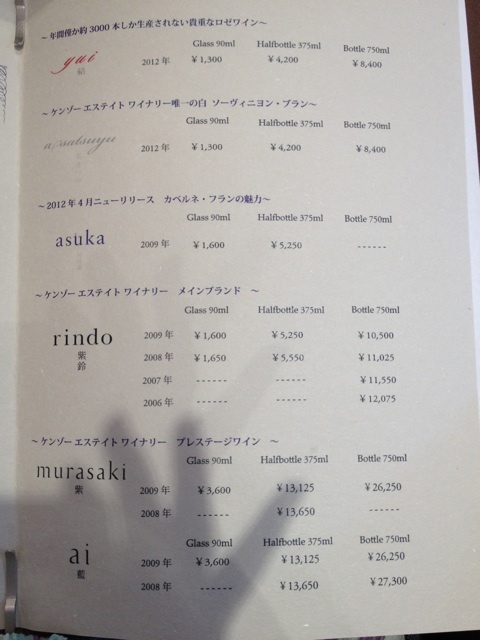 ～年間僅か約3000本しか生産されない貴重なロゼワイン～
Glass 90ml Halfbottle 375ml Bottle 750ml
yui 2012年 ￥1,300 ￥4,200 ￥8,400
結
～ケンゾー エステイト ワイナリー唯一の白 ソーヴィニヨン・ブラン～
Glass 90ml Halfbottle 375ml Bottle 750ml
asatsuyu 2012年 ￥1,300 ￥4,200 ￥8,400
～2012年4月ニューリリース カベルネ・フランの魅力～
Glass 90ml Halfbottle 375ml Bottle 750ml
asuka 2009年 ￥1,600 ￥5,250 ------
～ケンゾー エステイト ワイナリー メインブランド ～
Glass 90ml Halfbottle 375ml Bottle 750ml
rindo 2009年 ￥1,600 ￥5,250 ￥10,500
紫鈴 2008年 ￥1,650 ￥5,550 ￥11,025
2007年 ------ ------ ￥11,550
2006年 ------ ------ ￥12,075
～ケンゾー エステイト ワイナリー プレステージワイン ～
Glass 90ml Halfbottle 375ml Bottle 750ml
murasaki 2009年 ￥3,600 ￥13,125 ￥26,250
紫 2008年 ------ ￥13,650 ------
Glass 90ml Halfbottle 375ml Bottle 750ml
ai 2009年 ￥3,600 ￥13,125 ￥26,250
藍 2008年 ------ ￥13,650 ￥27,300